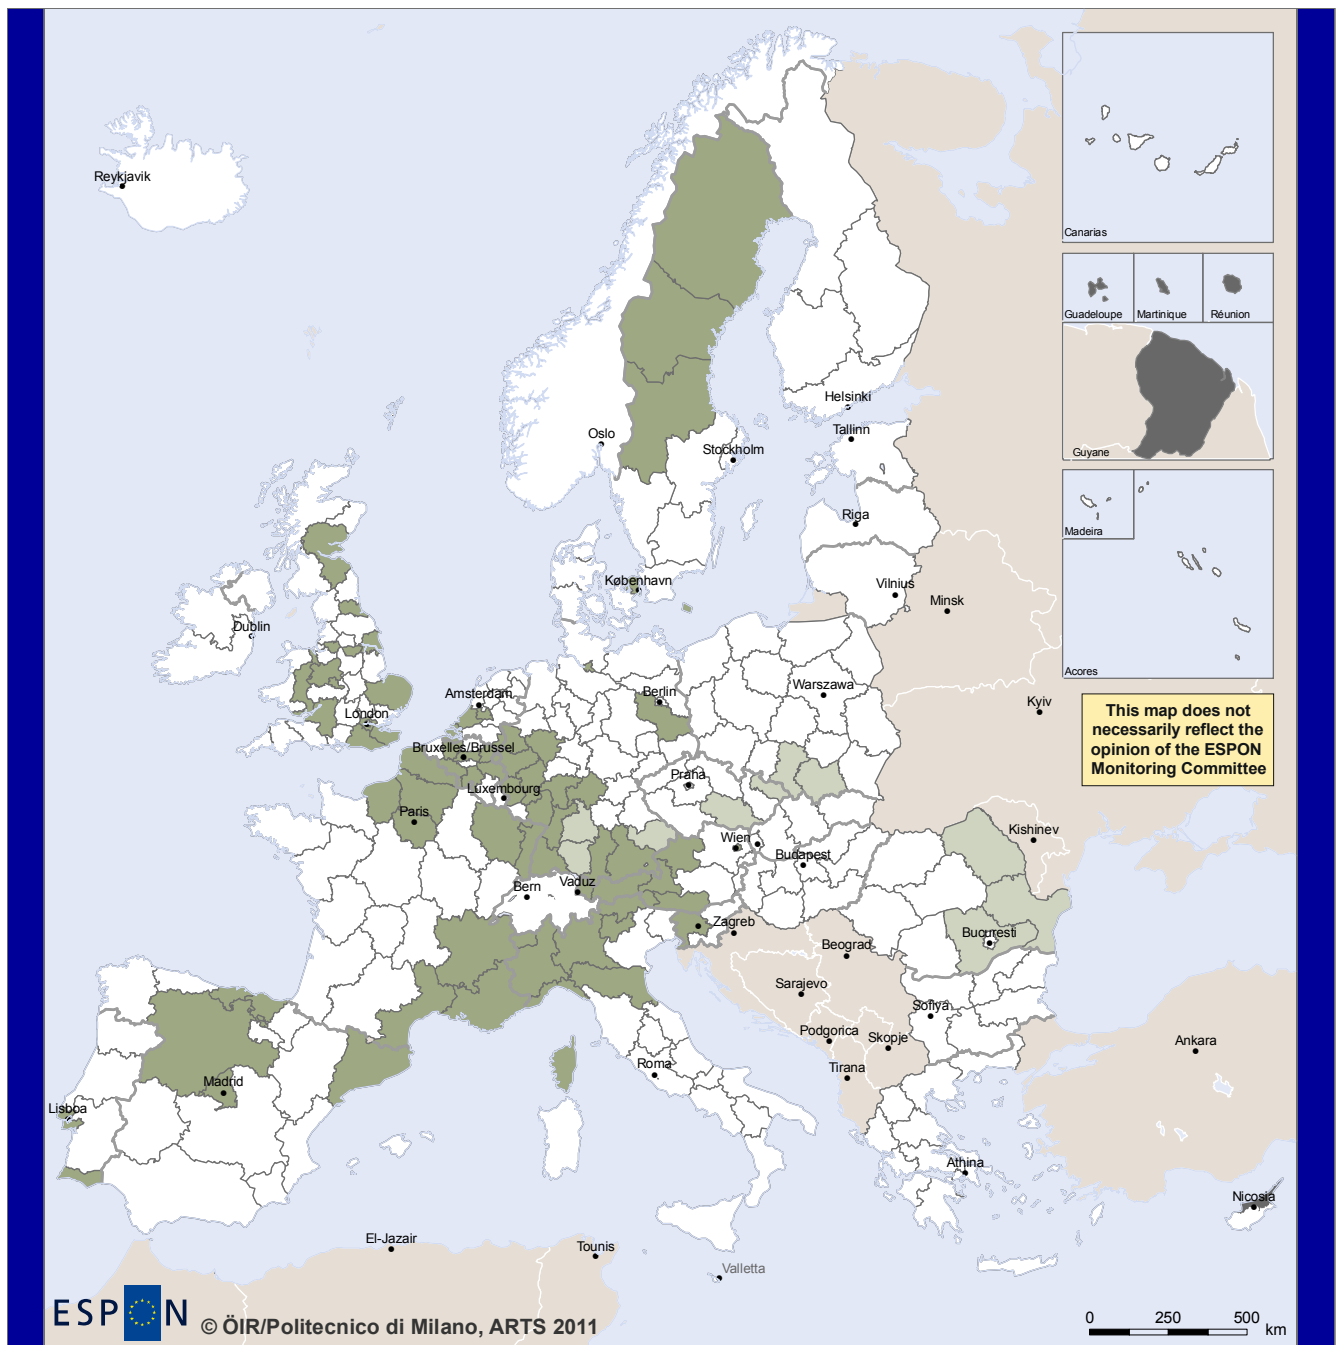 Reykjavik
Canarias
Guadeloupe
Martinique
Réunion
Helsinki
Oslo
Tallinn
Stockholm
Guyane
Riga
Madeira
København
Vilnius
Minsk
Dublin
Acores
Amsterdam
Berlin
Warszawa
London
Kyiv
This map does not
necessarily reflect the
opinion of the ESPON
Monitoring Committee
Bruxelles/Brussel
Praha
Luxembourg
Paris
Kishinev
Wien
Budapest
Bern
Vaduz
Zagreb
Bucuresti
Beograd
Sarajevo
Sofiya
Podgorica
Skopje
Ankara
Roma
Tirana
Madrid
Lisboa
Athina
Nicosia
El-Jazair
Tounis
Valletta
ESPON
© ÖIR/Politecnico di Milano, ARTS 2011
0 250 500
km